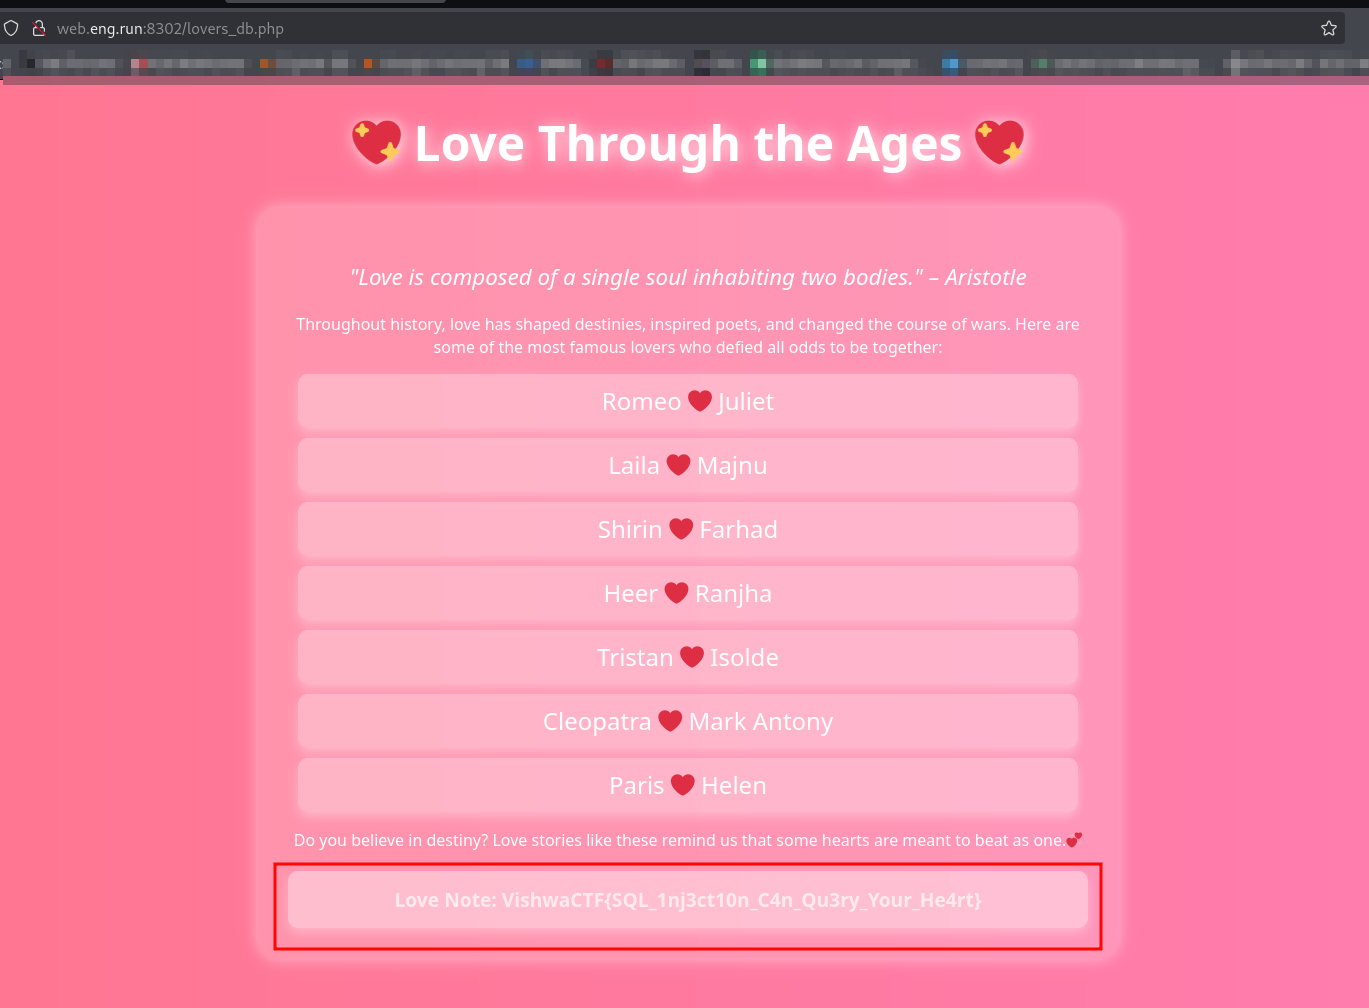 web.eng.run:8302/lovers_db.php
💖 Love Through the Ages 💖
"Love is composed of a single soul inhabiting two bodies." – Aristotle
Throughout history, love has shaped destinies, inspired poets, and changed the course of wars. Here are
some of the most famous lovers who defied all odds to be together:
Romeo ❤️ Juliet
Laila ❤️ Majnu
Shirin ❤️ Farhad
Heer ❤️ Ranjha
Tristan ❤️ Isolde
Cleopatra ❤️ Mark Antony
Paris ❤️ Helen
Do you believe in destiny? Love stories like these remind us that some hearts are meant to beat as one.💕
Love Note: VishwaCTF{SQL_1nj3ct10n_C4n_Qu3ry_Your_He4rt}